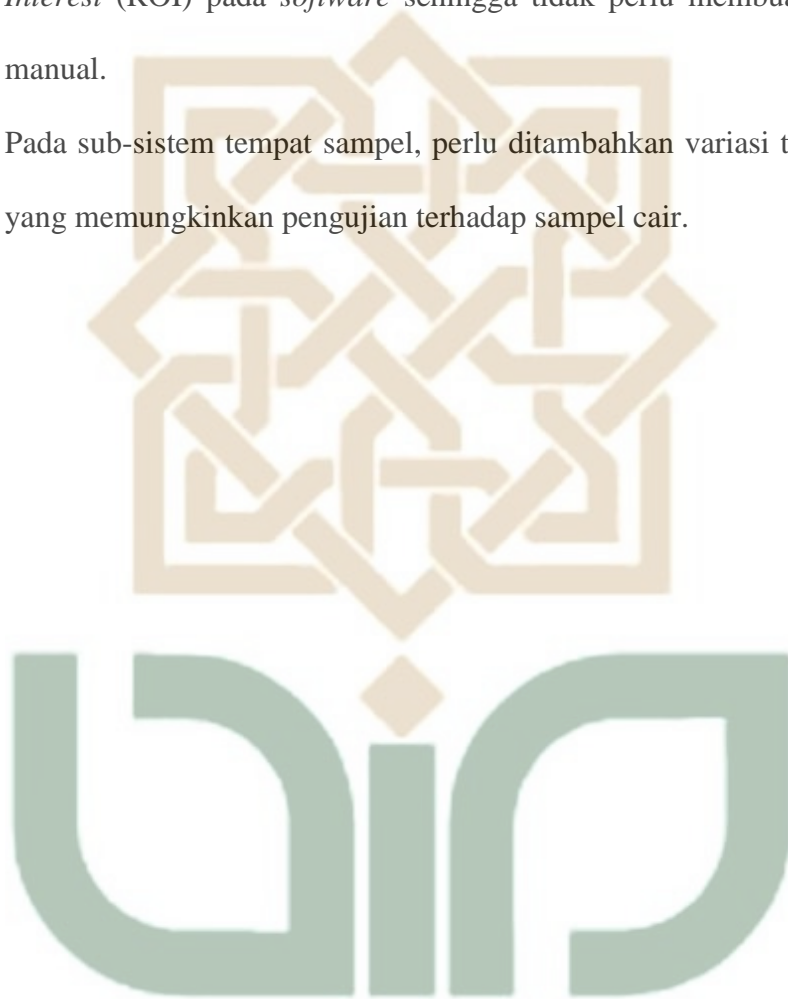 Interest (ROI) pada software sehingga tidak perlu
manual.
Pada sub-sistem tempat sampel, perlu ditambahkan variasi
yang memungkinkan pengujian terhadap sampel cair.